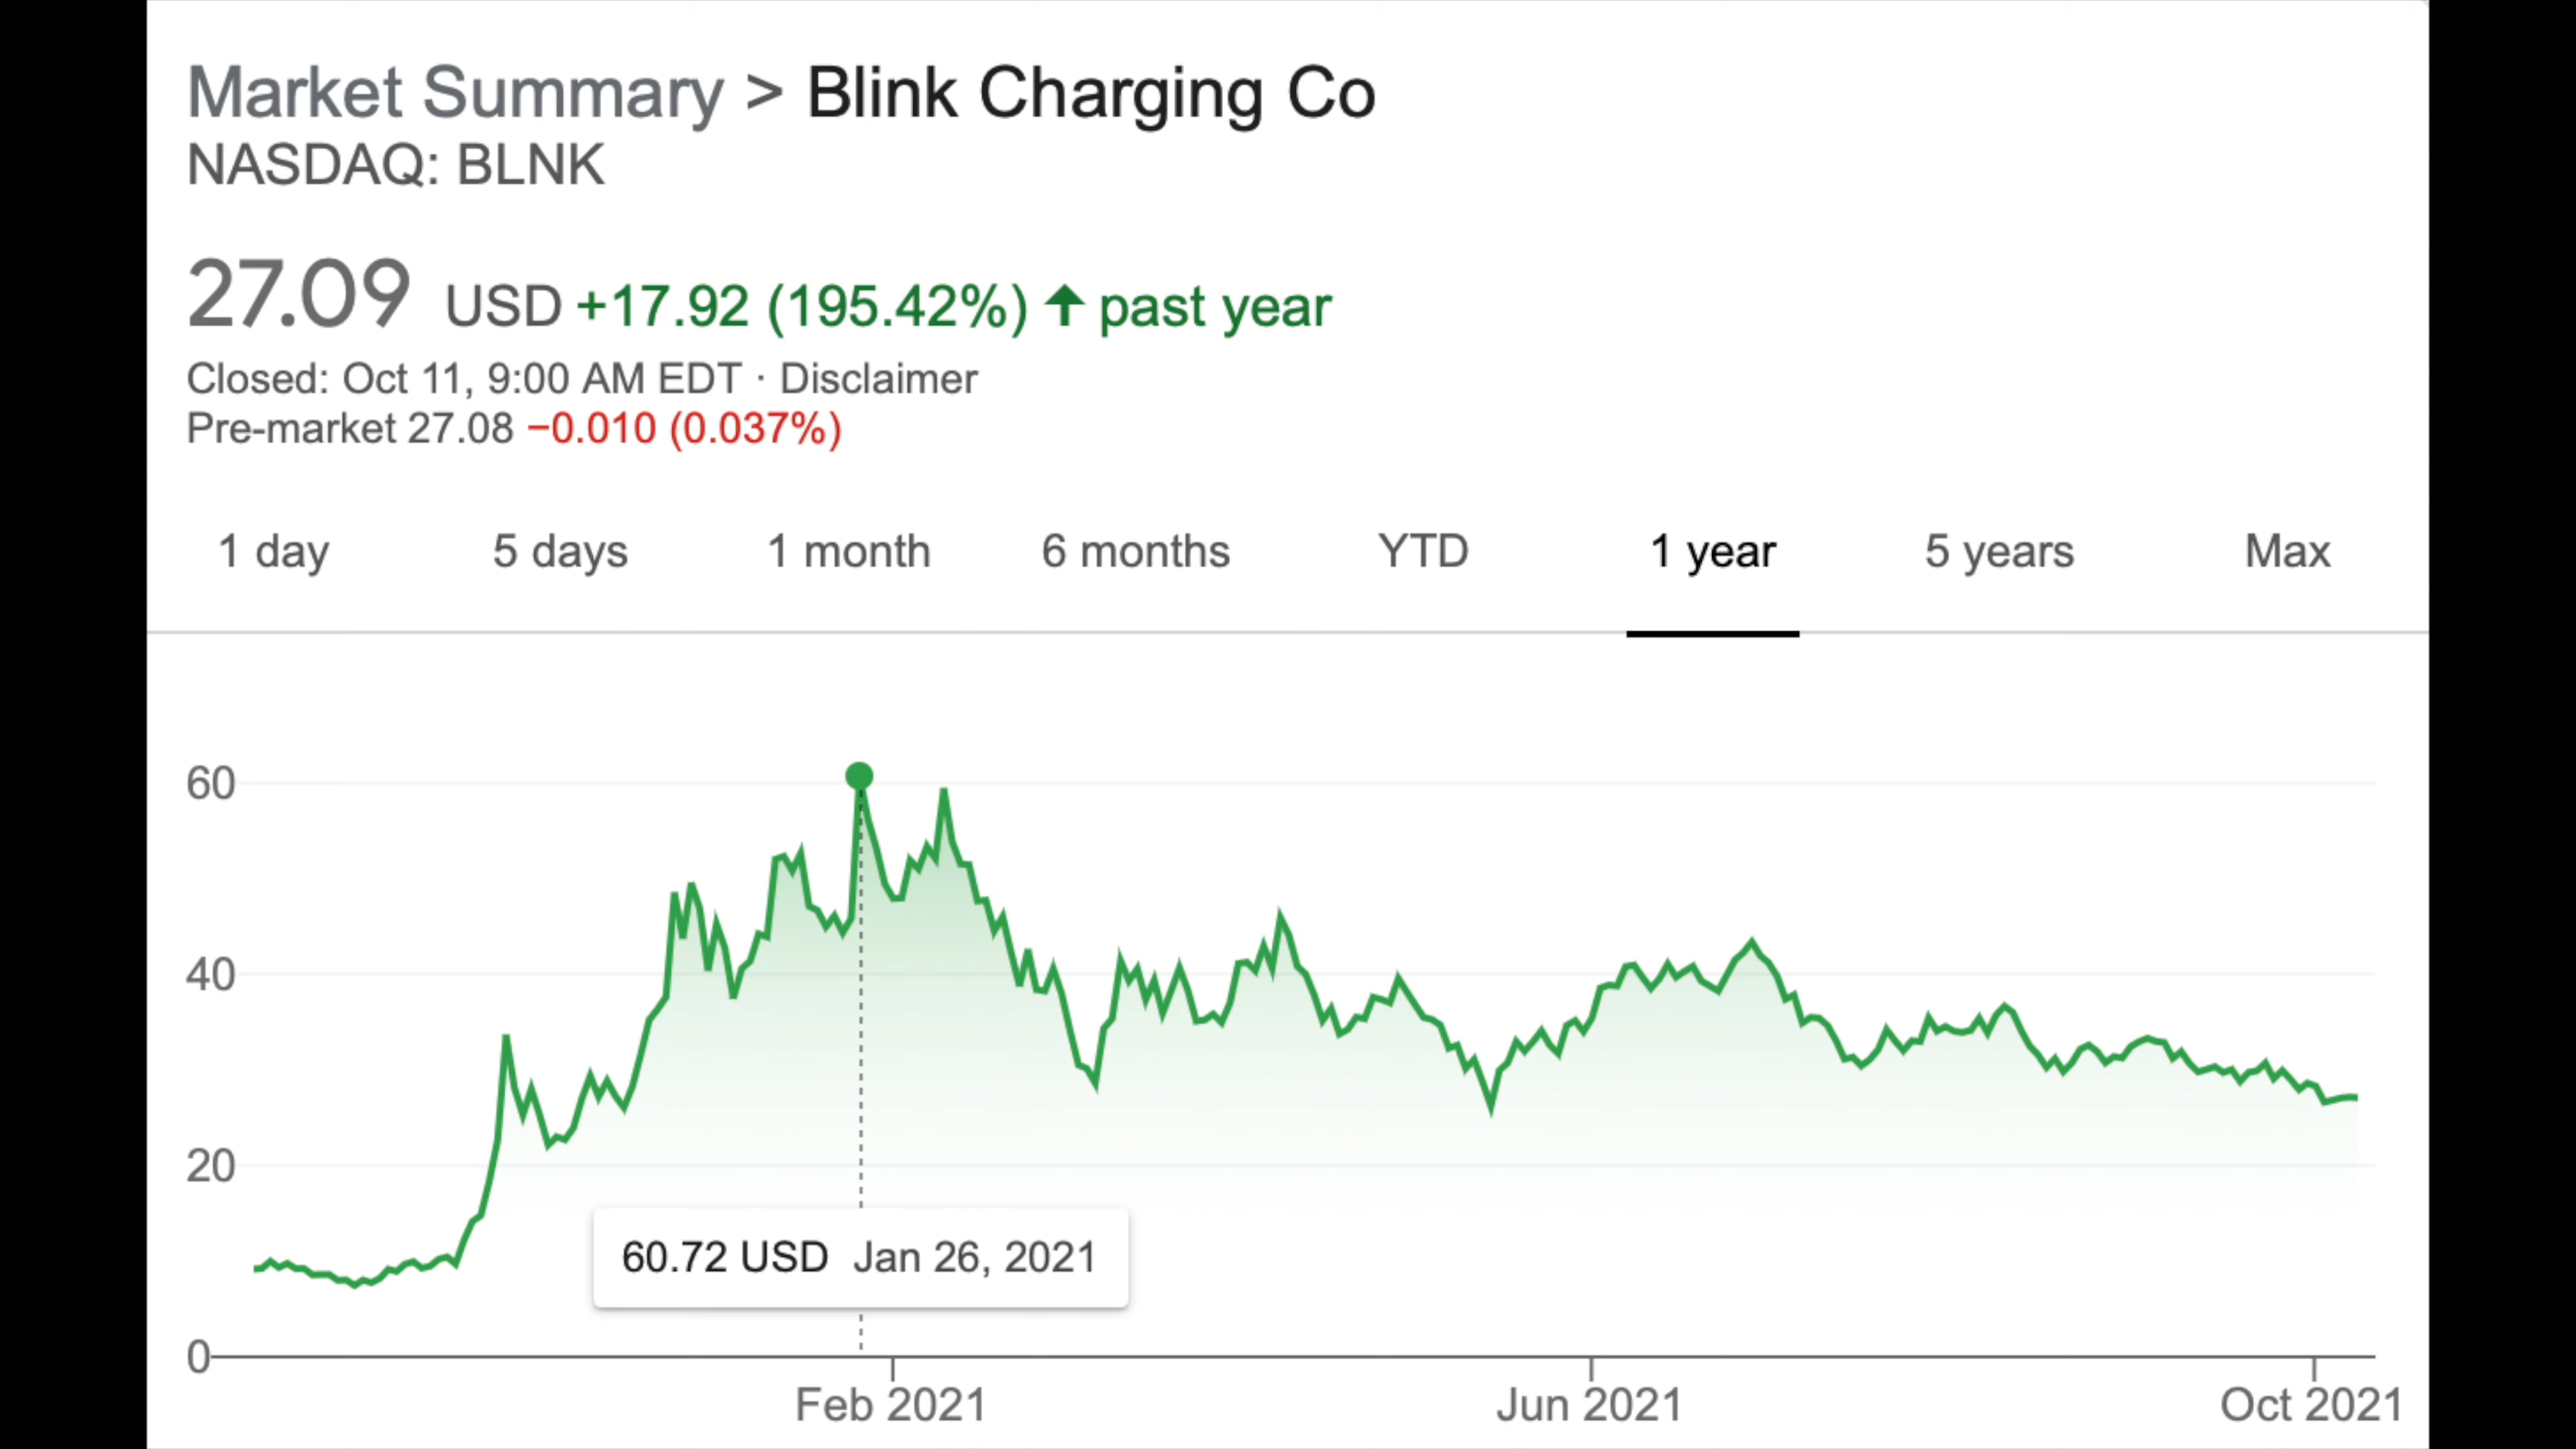 Market Summary > Blink Charging Co
NASDAQ: BLNK
27.09 USD +17.92 (195.42%) ↑ past year
Closed: Oct 11, 9:00 AM EDT · Disclaimer
Pre-market 27.08 −0.010 (0.037%)
1 day 5 days 1 month 6 months YTD 1 year 5 years Max
60
40
20
60.72 USD Jan 26, 2021
0
Feb 2021 Jun 2021 Oct 2021